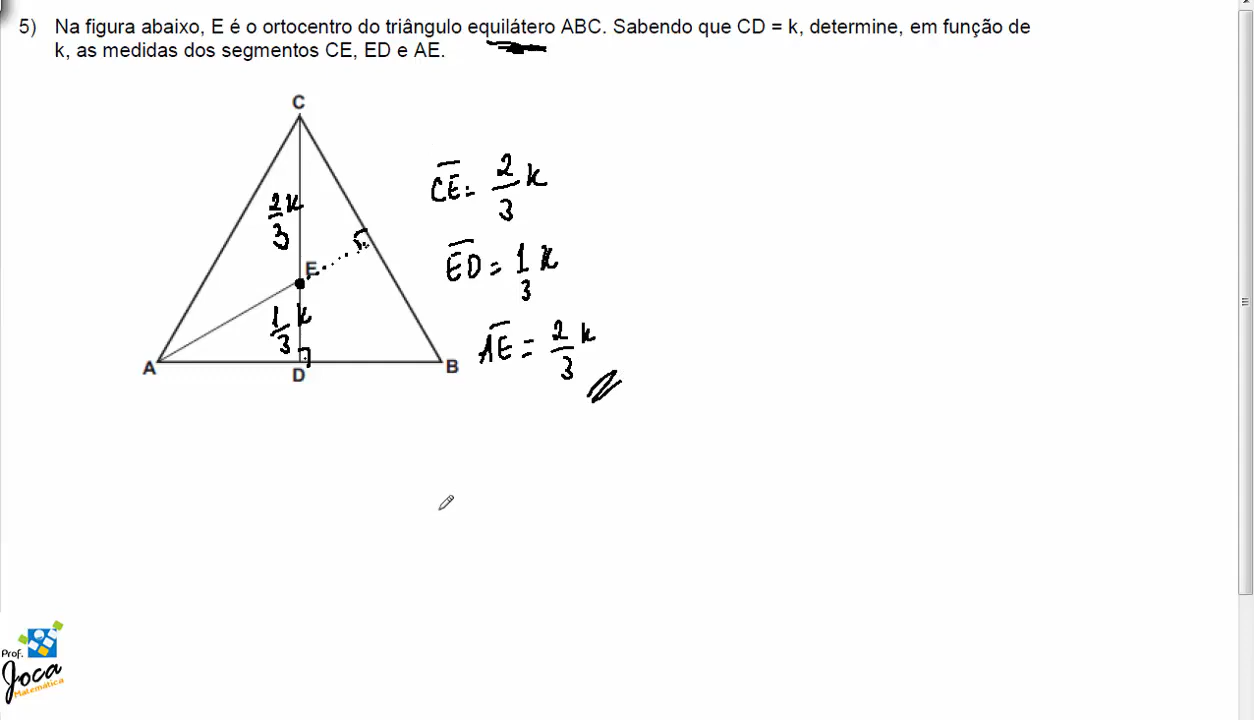 5) Na figura abaixo, E é o ortocentro do triângulo equilátero ABC. Sabendo que CD = k, determine, em função de
k, as medidas dos segmentos CE, ED e AE.
C
2/3 k
CE = 2/3 k
E
ED = 1/3 k
1/3 k
AE = 2/3 k
A
D
B
Prof.
Joca
Matemática